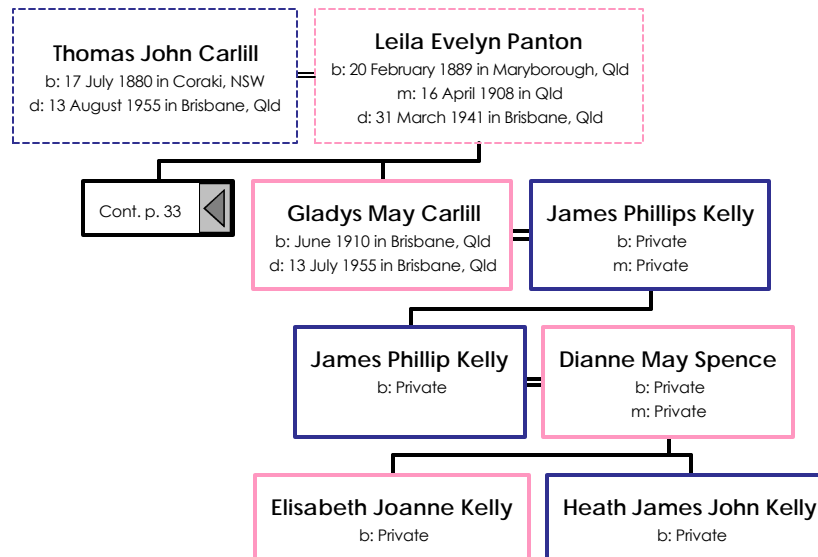 Thomas John Carlill
b: 17 July 1880 in Coraki, NSW
d: 13 August 1955 in Brisbane, Qld
Leila Evelyn Panton
b: 20 February 1889 in Maryborough, Qld
m: 16 April 1908 in Qld
d: 31 March 1941 in Brisbane, Qld
Cont. p. 33
Gladys May Carlill
b: June 1910 in Brisbane, Qld
d: 13 July 1955 in Brisbane, Qld
James Phillips Kelly
b: Private
m: Private
James Phillip Kelly
b: Private
Dianne May Spence
b: Private
m: Private
Elisabeth Joanne Kelly
b: Private
Heath James John Kelly
b: Private